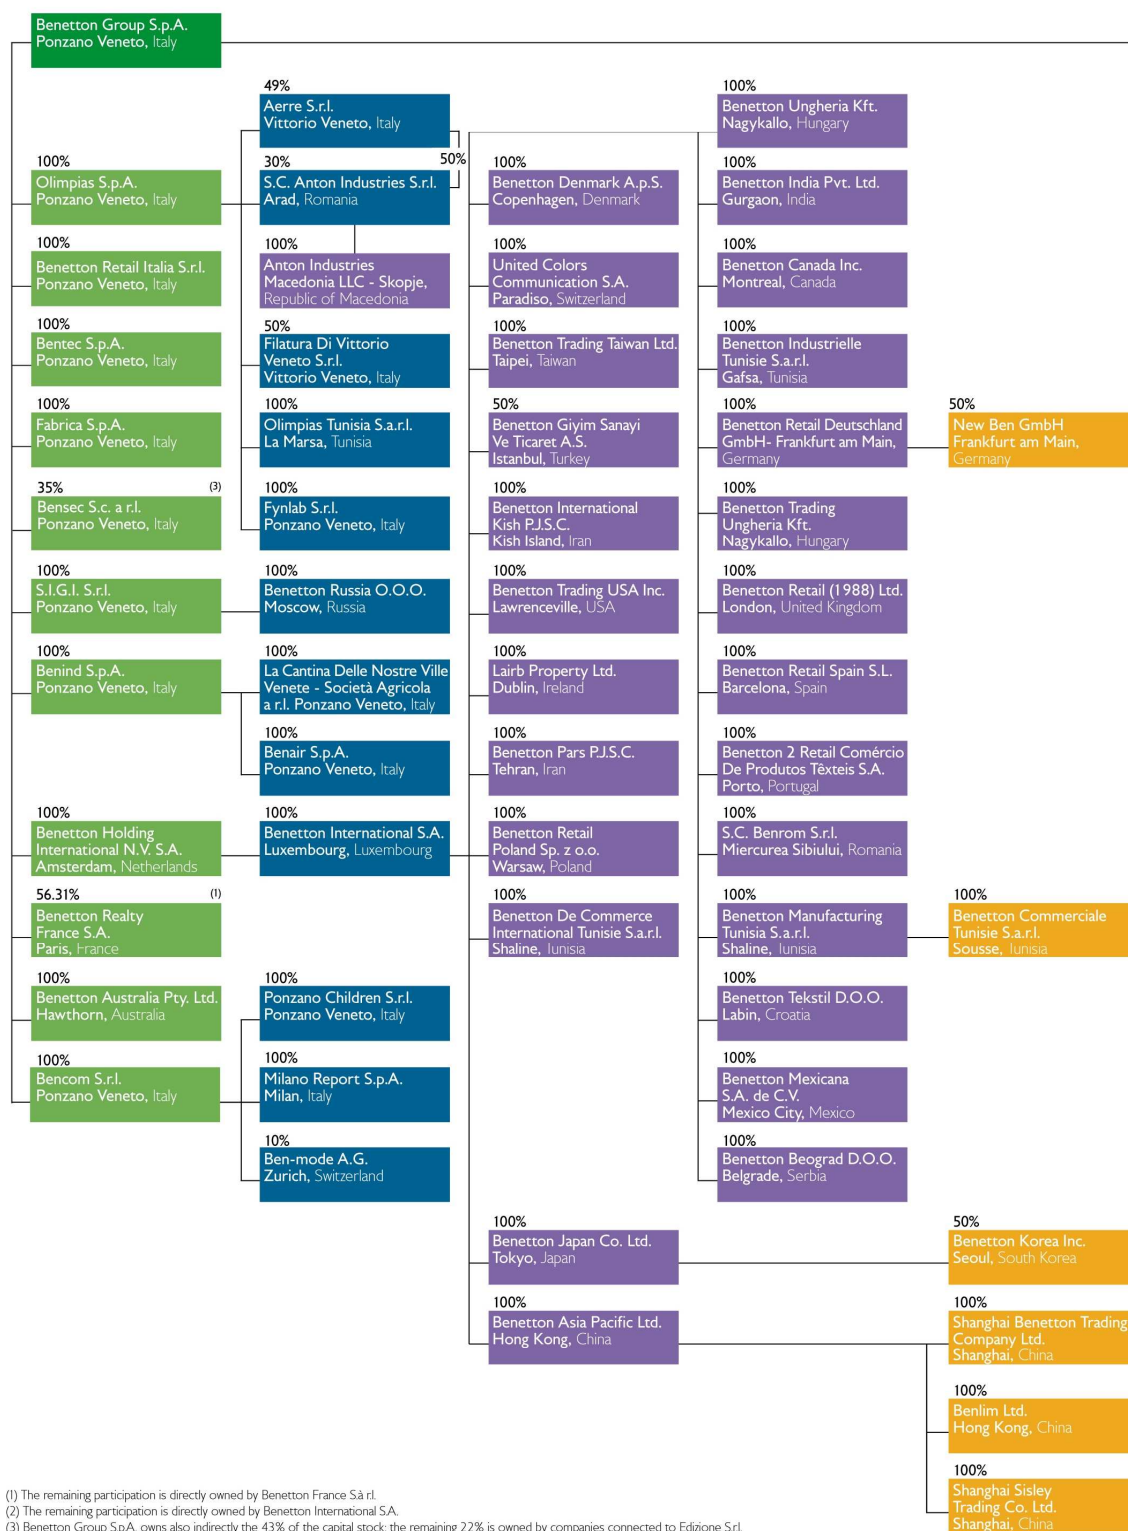 Benetton Group S.p.A.
Ponzano Veneto, Italy
100%
Olimpias S.p.A.
Ponzano Veneto, Italy
100%
Benetton Retail Italia S.r.l.
Ponzano Veneto, Italy
100%
Bentec S.p.A.
Ponzano Veneto, Italy
100%
Fabrica S.p.A.
Ponzano Veneto, Italy
35% (3)
Bensec S.c. a r.l.
Ponzano Veneto, Italy
100%
S.I.G.I. S.r.l.
Ponzano Veneto, Italy
100%
Benind S.p.A.
Ponzano Veneto, Italy
100%
Benetton Holding
International N.V. S.A.
Amsterdam, Netherlands
56.31% (1)
Benetton Realty
France S.A.
Paris, France
100%
Benetton Australia Pty. Ltd.
Hawthorn, Australia
100%
Bencom S.r.l.
Ponzano Veneto, Italy
49%
Aerre S.r.l.
Vittorio Veneto, Italy
50%
30%
S.C. Anton Industries S.r.l.
Arad, Romania
100%
Anton Industries
Macedonia LLC - Skopje,
Republic of Macedonia
50%
Filatura Di Vittorio
Veneto S.r.l.
Vittorio Veneto, Italy
100%
Olimpias Tunisia S.a.r.l.
La Marsa, Tunisia
100%
Fynlab S.r.l.
Ponzano Veneto, Italy
100%
Benetton Russia O.O.O.
Moscow, Russia
100%
La Cantina Delle Nostre Ville
Venete - Società Agricola
a r.l. Ponzano Veneto, Italy
100%
Benair S.p.A.
Ponzano Veneto, Italy
100%
Benetton International S.A.
Luxembourg, Luxembourg
100%
Ponzano Children S.r.l.
Ponzano Veneto, Italy
100%
Milano Report S.p.A.
Milan, Italy
10%
Ben-mode A.G.
Zurich, Switzerland
100%
Benetton Denmark A.p.S.
Copenhagen, Denmark
100%
United Colors
Communication S.A.
Paradiso, Switzerland
100%
Benetton Trading Taiwan Ltd.
Taipei, Taiwan
50%
Benetton Giyim Sanayi
Ve Ticaret A.S.
Istanbul, Turkey
100%
Benetton International
Kish P.J.S.C.
Kish Island, Iran
100%
Benetton Trading USA Inc.
Lawrenceville, USA
100%
Lairb Property Ltd.
Dublin, Ireland
100%
Benetton Pars P.J.S.C.
Tehran, Iran
100%
Benetton Retail
Poland Sp. z o.o.
Warsaw, Poland
100%
Benetton De Commerce
International Tunisie S.a.r.l.
Shaline, Tunisia
100%
Benetton Japan Co. Ltd.
Tokyo, Japan
100%
Benetton Asia Pacific Ltd.
Hong Kong, China
100%
Benetton Ungheria Kft.
Nagykallo, Hungary
100%
Benetton India Pvt. Ltd.
Gurgaon, India
100%
Benetton Canada Inc.
Montreal, Canada
100%
Benetton Industrielle
Tunisie S.a.r.l.
Gafsa, Tunisia
100%
Benetton Retail Deutschland
GmbH- Frankfurt am Main,
Germany
100%
Benetton Trading
Ungheria Kft.
Nagykallo, Hungary
100%
Benetton Retail (1988) Ltd.
London, United Kingdom
100%
Benetton Retail Spain S.L.
Barcelona, Spain
100%
Benetton 2 Retail Comércio
De Produtos Têxteis S.A.
Porto, Portugal
100%
S.C. Benrom S.r.l.
Miercurea Sibiului, Romania
100%
Benetton Manufacturing
Tunisia S.a.r.l.
Shaline, Tunisia
100%
Benetton Tekstil D.O.O.
Labin, Croatia
100%
Benetton Mexicana
S.A. de C.V.
Mexico City, Mexico
100%
Benetton Beograd D.O.O.
Belgrade, Serbia
50%
New Ben GmbH
Frankfurt am Main,
Germany
100%
Benetton Commerciale
Tunisie S.a.r.l.
Sousse, Tunisia
50%
Benetton Korea Inc.
Seoul, South Korea
100%
Shanghai Benetton Trading
Company Ltd.
Shanghai, China
100%
Benlim Ltd.
Hong Kong, China
100%
Shanghai Sisley
Trading Co. Ltd.
Shanghai, China
(1) The remaining participation is directly owned by Benetton France S.à r.l.
(2) The remaining participation is directly owned by Benetton International S.A.
(3) Benetton Group S.p.A. owns also indirectly the 43% of the capital stock; the remaining 22% is owned by companies connected to Edizione S.r.l.